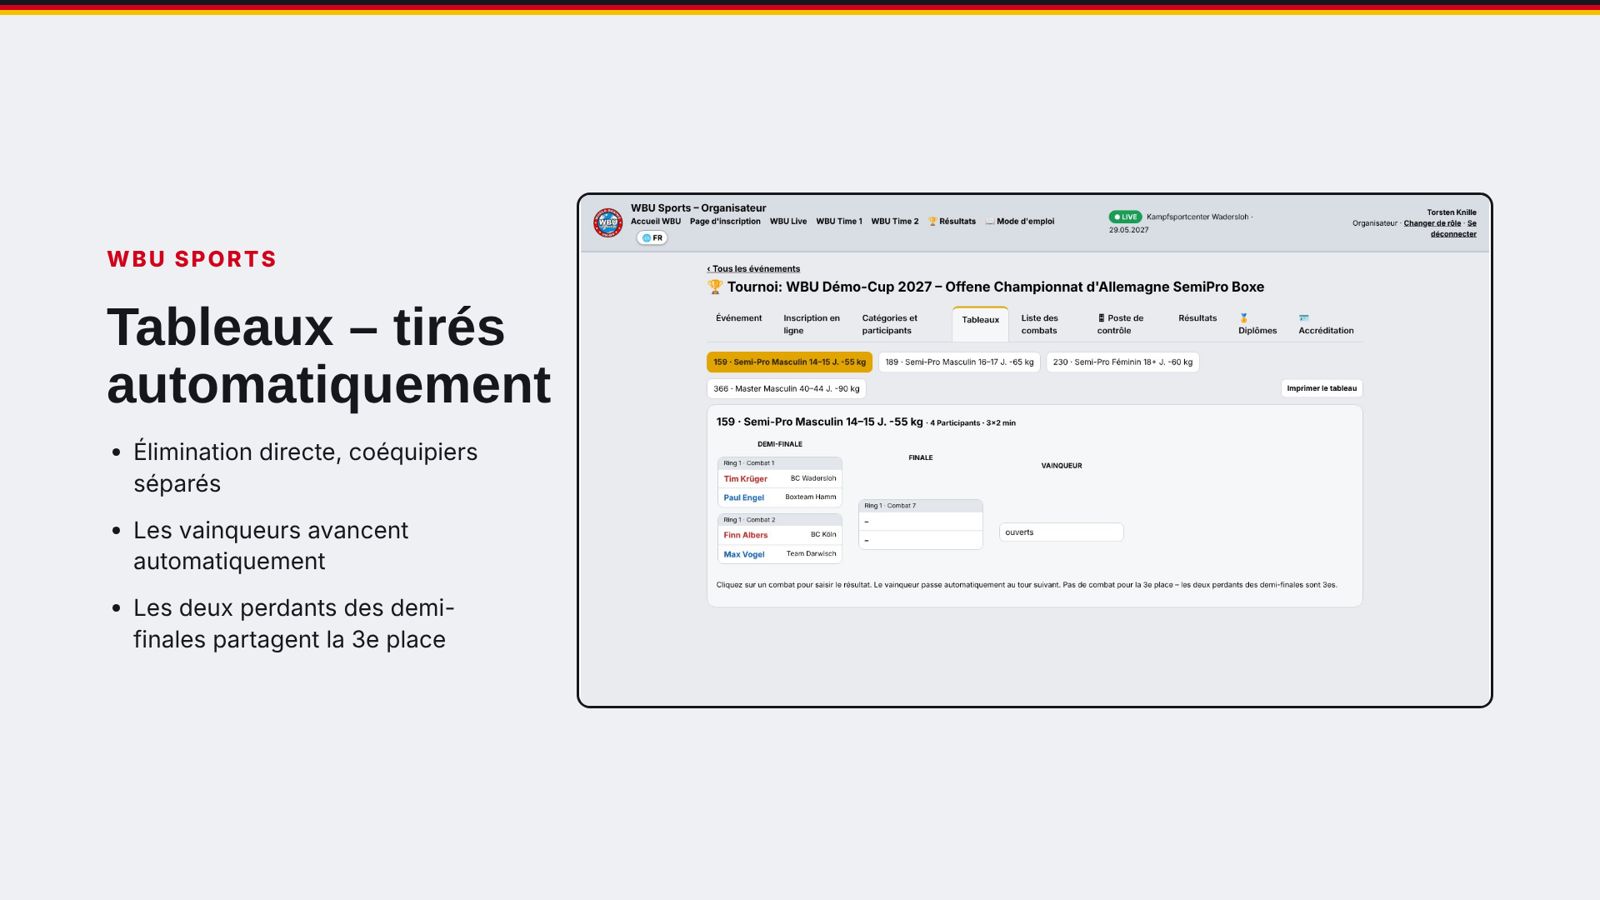 WBU SPORTS
Tableaux – tirés
automatiquement
• Élimination directe, coéquipiers
séparés
• Les vainqueurs avancent
automatiquement
• Les deux perdants des demi-
finales partagent la 3e place
WBU Sports – Organisateur
Accueil WBU Page d'inscription WBU Live WBU Time 1 WBU Time 2 🏆 Résultats 📖 Mode d'emploi
🌐 FR
● LIVE Kampfsportcenter Wadersloh ·
29.05.2027
Torsten Knille
Organisateur · Changer de rôle · Se
déconnecter
‹ Tous les événements
🏆 Tournoi: WBU Démo-Cup 2027 – Offene Championnat d'Allemagne SemiPro Boxe
Événement
Inscription en
ligne
Catégories et
participants
Tableaux
Liste des
combats
Poste de
contrôle
Résultats
🏅
Diplômes
🪪
Accréditation
159 · Semi-Pro Masculin 14–15 J. -55 kg
189 · Semi-Pro Masculin 16–17 J. -65 kg
230 · Semi-Pro Féminin 18+ J. -60 kg
366 · Master Masculin 40–44 J. -90 kg
Imprimer le tableau
159 · Semi-Pro Masculin 14–15 J. -55 kg · 4 Participants · 3×2 min
DEMI-FINALE
Ring 1 · Combat 1
Tim Krüger BC Wadersloh
Paul Engel Boxteam Hamm
Ring 1 · Combat 2
Finn Albers BC Köln
Max Vogel Team Darwisch
FINALE
Ring 1 · Combat 7
–
–
VAINQUEUR
ouverts
Cliquez sur un combat pour saisir le résultat. Le vainqueur passe automatiquement au tour suivant. Pas de combat pour la 3e place – les deux perdants des demi-finales sont 3es.